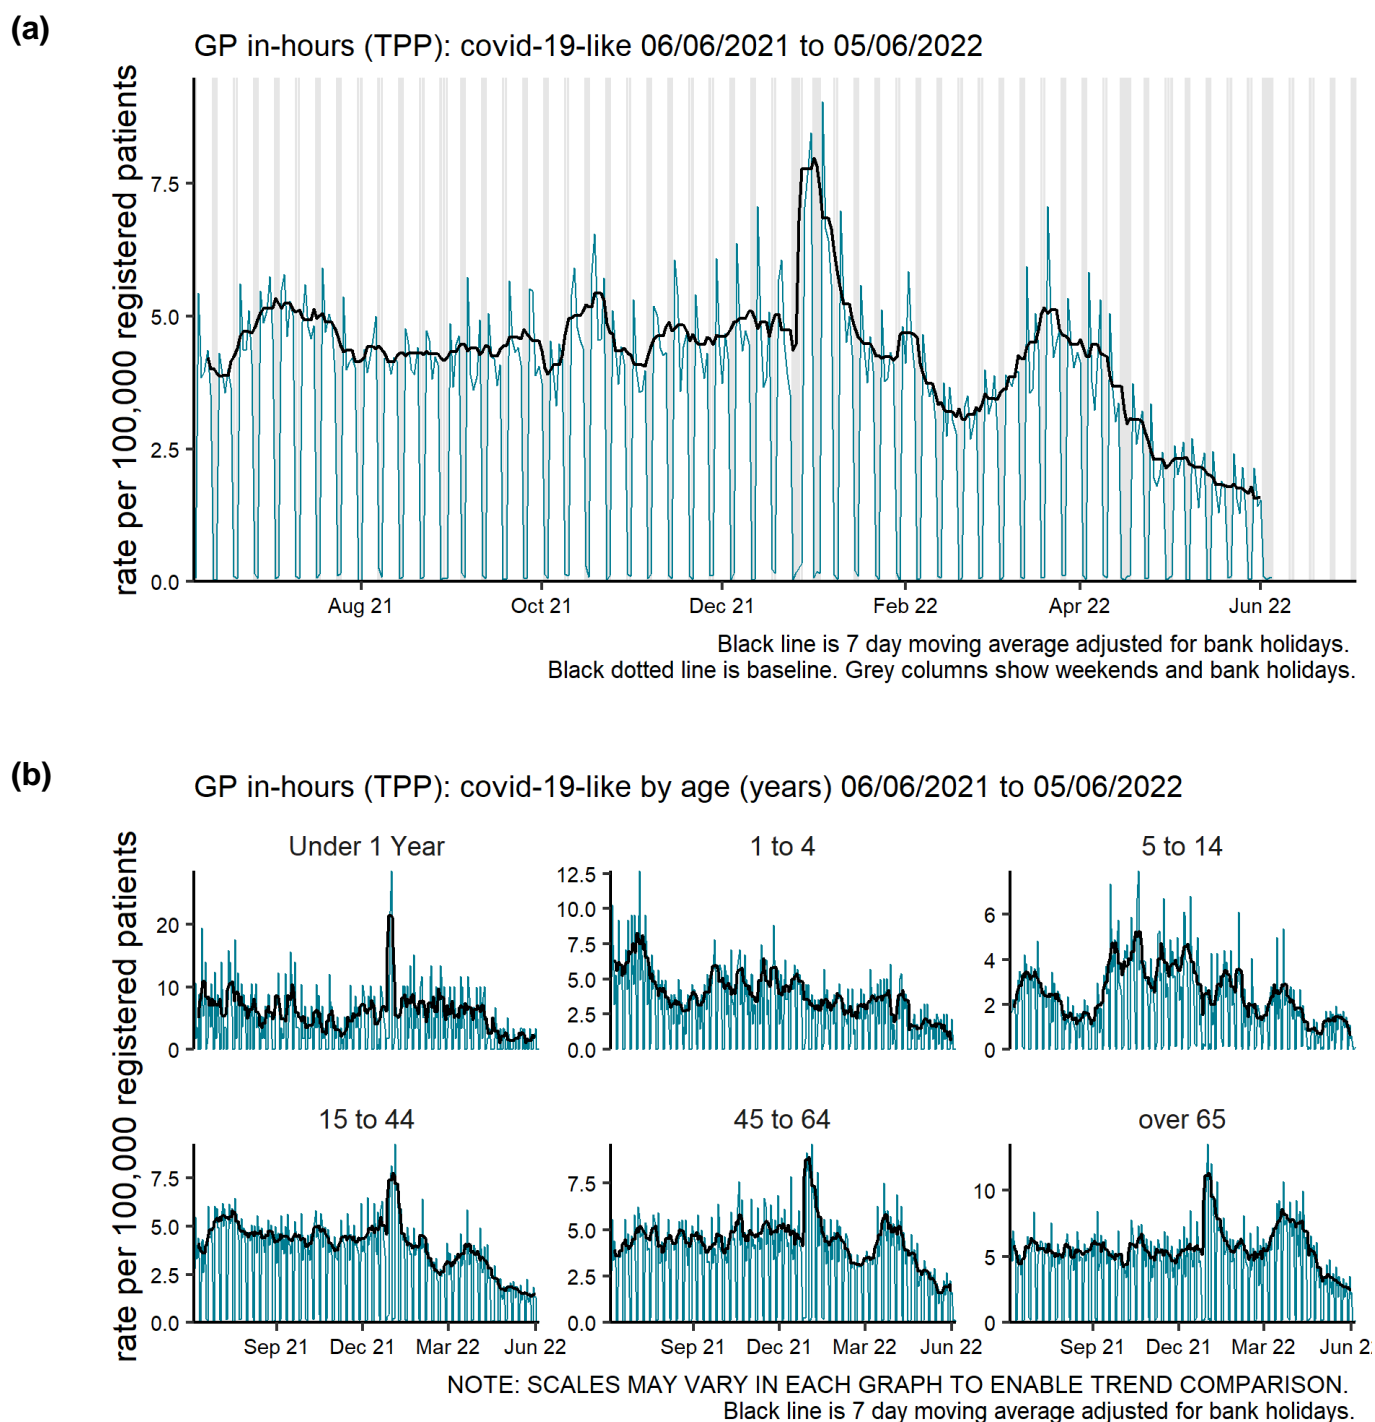 (a)
GP in-hours (TPP): covid-19-like 06/06/2021 to 05/06/2022
rate per 100,000 registered patients
7.5
5.0
2.5
0.0
Aug 21 Oct 21 Dec 21 Feb 22 Apr 22 Jun 22
Black line is 7 day moving average adjusted for bank holidays.
Black dotted line is baseline. Grey columns show weekends and bank holidays.
(b)
GP in-hours (TPP): covid-19-like by age (years) 06/06/2021 to 05/06/2022
rate per 100,000 registered patients
Under 1 Year
20
10
0
1 to 4
12.5
10.0
7.5
5.0
2.5
0.0
5 to 14
6
4
2
0
15 to 44
7.5
5.0
2.5
0.0
Sep 21 Dec 21 Mar 22 Jun 22
45 to 64
7.5
5.0
2.5
0.0
Sep 21 Dec 21 Mar 22 Jun 22
over 65
10
5
0
Sep 21 Dec 21 Mar 22 Jun 2
NOTE: SCALES MAY VARY IN EACH GRAPH TO ENABLE TREND COMPARISON.
Black line is 7 day moving average adjusted for bank holidays.